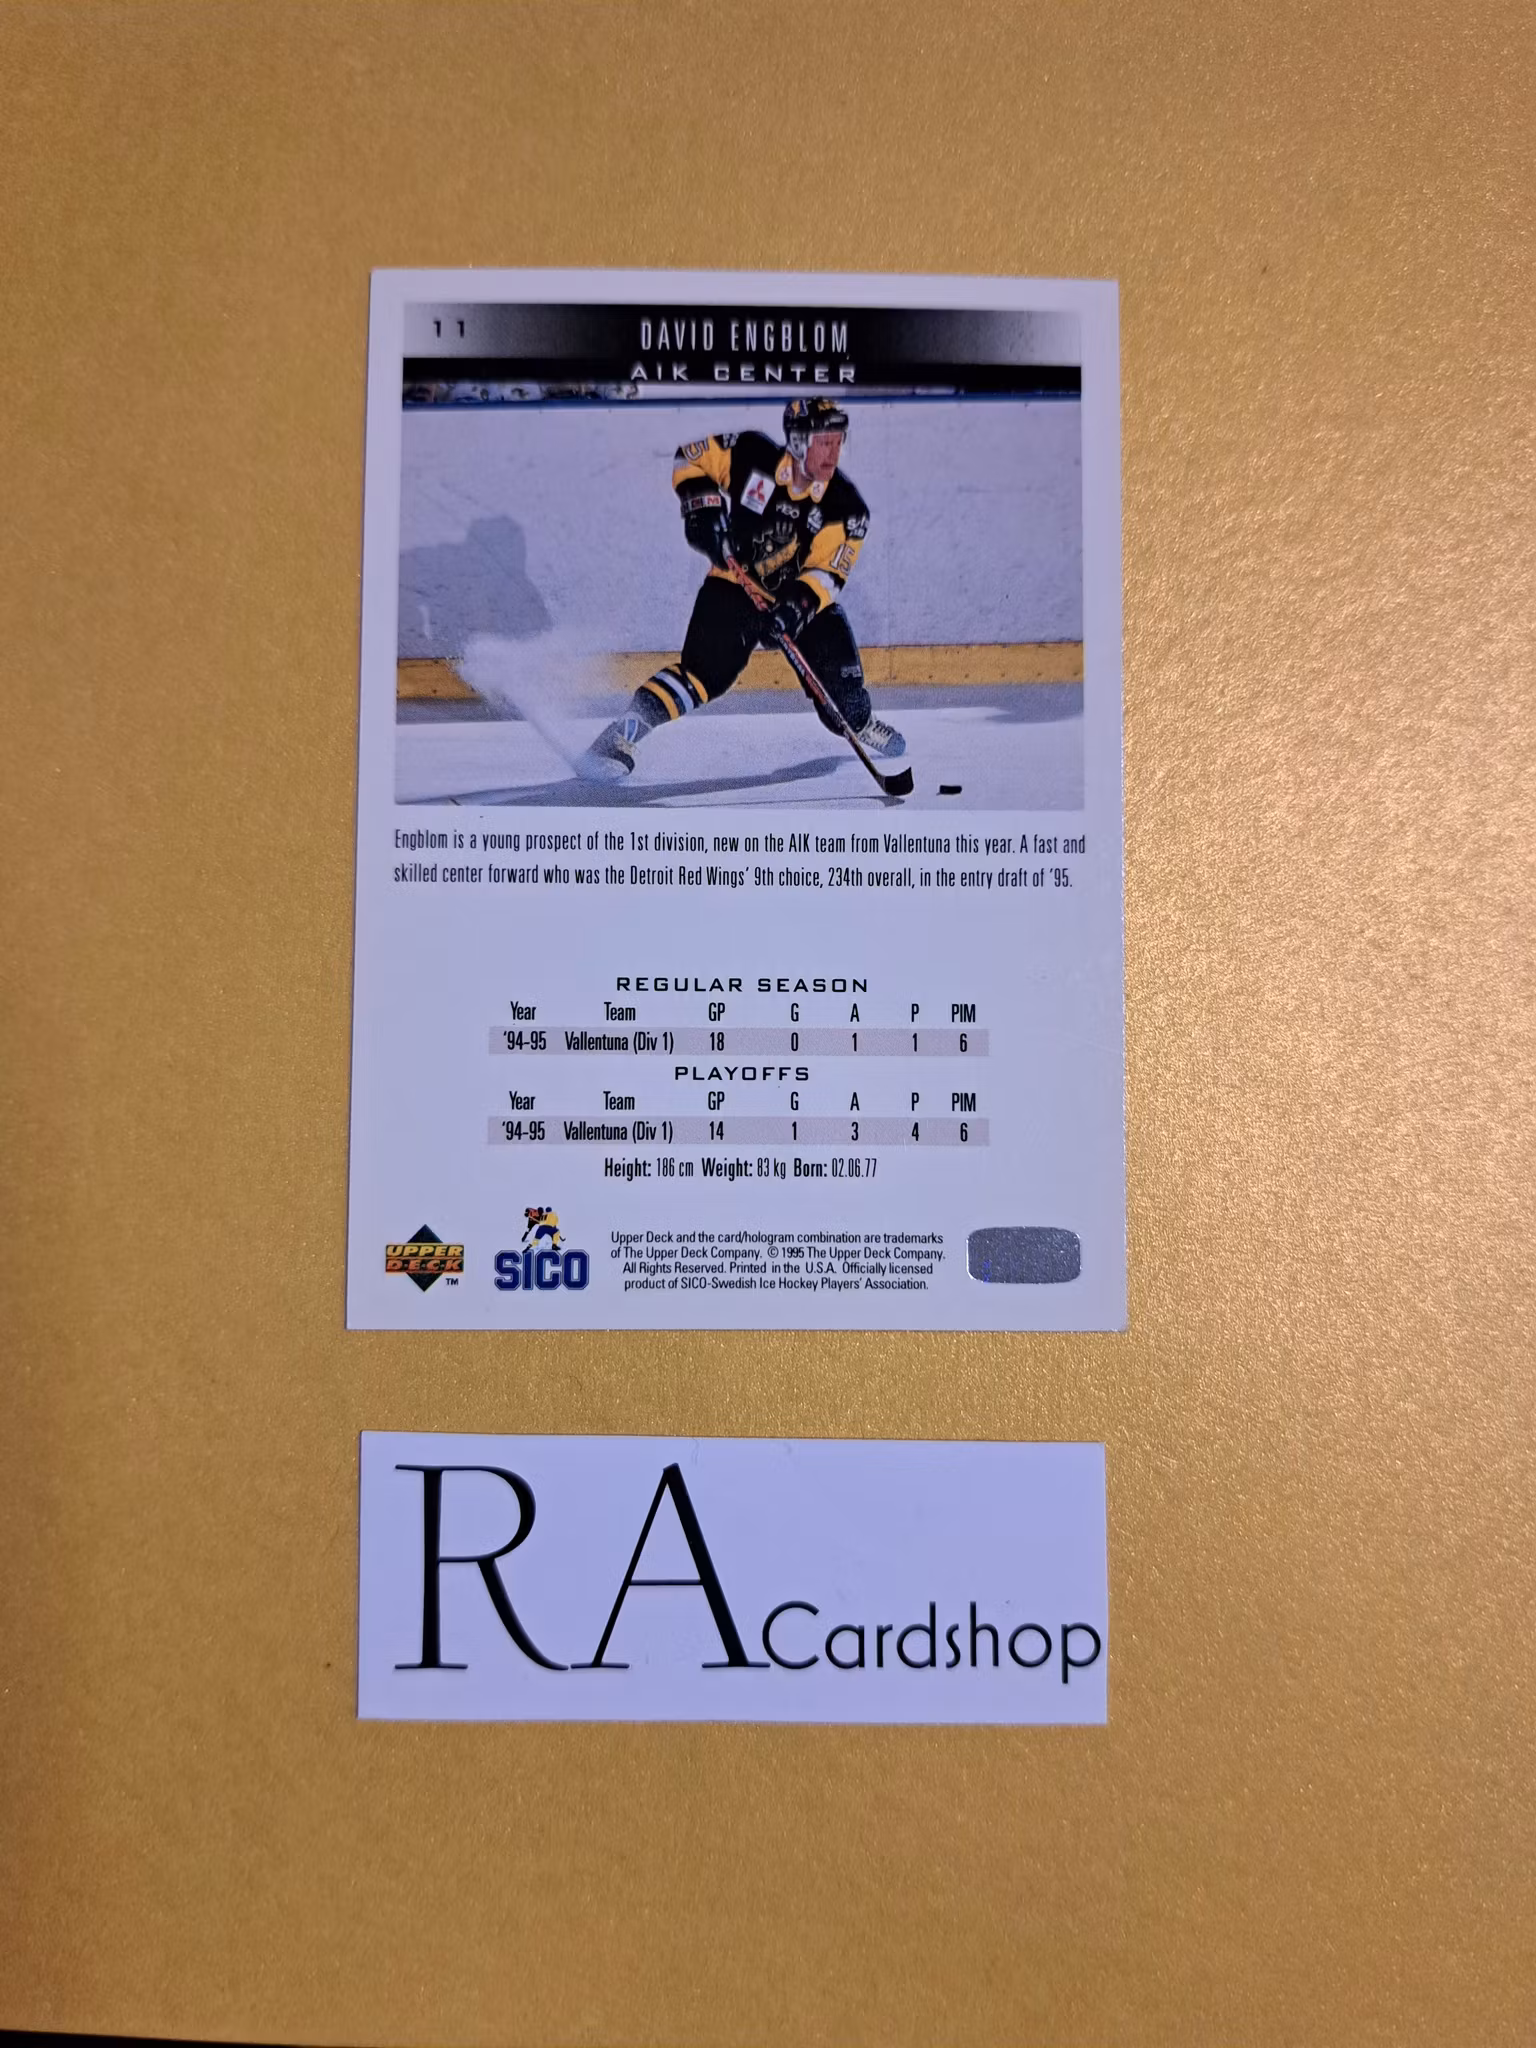 11
DAVID ENGBLOM
AIK CENTER
15
15
Engblom is a young prospect of the 1st division, new on the AIK team from Vallentuna this year. A fast and
skilled center forward who was the Detroit Red Wings' 9th choice, 234th overall, in the entry draft of '95.
REGULAR SEASON
Year Team GP G A P PIM
'94-95 Vallentuna (Div 1) 18 0 1 1 6
PLAYOFFS
Year Team GP G A P PIM
'94-95 Vallentuna (Div 1) 14 1 3 4 6
Height: 186 cm Weight: 83 kg Born: 02.06.77
UPPER
DECK
TM
SICO
Upper Deck and the card/hologram combination are trademarks
of The Upper Deck Company. © 1995 The Upper Deck Company.
All Rights Reserved. Printed in the U.S.A. Officially licensed
product of SICO-Swedish Ice Hockey Players' Association.
RA Cardshop